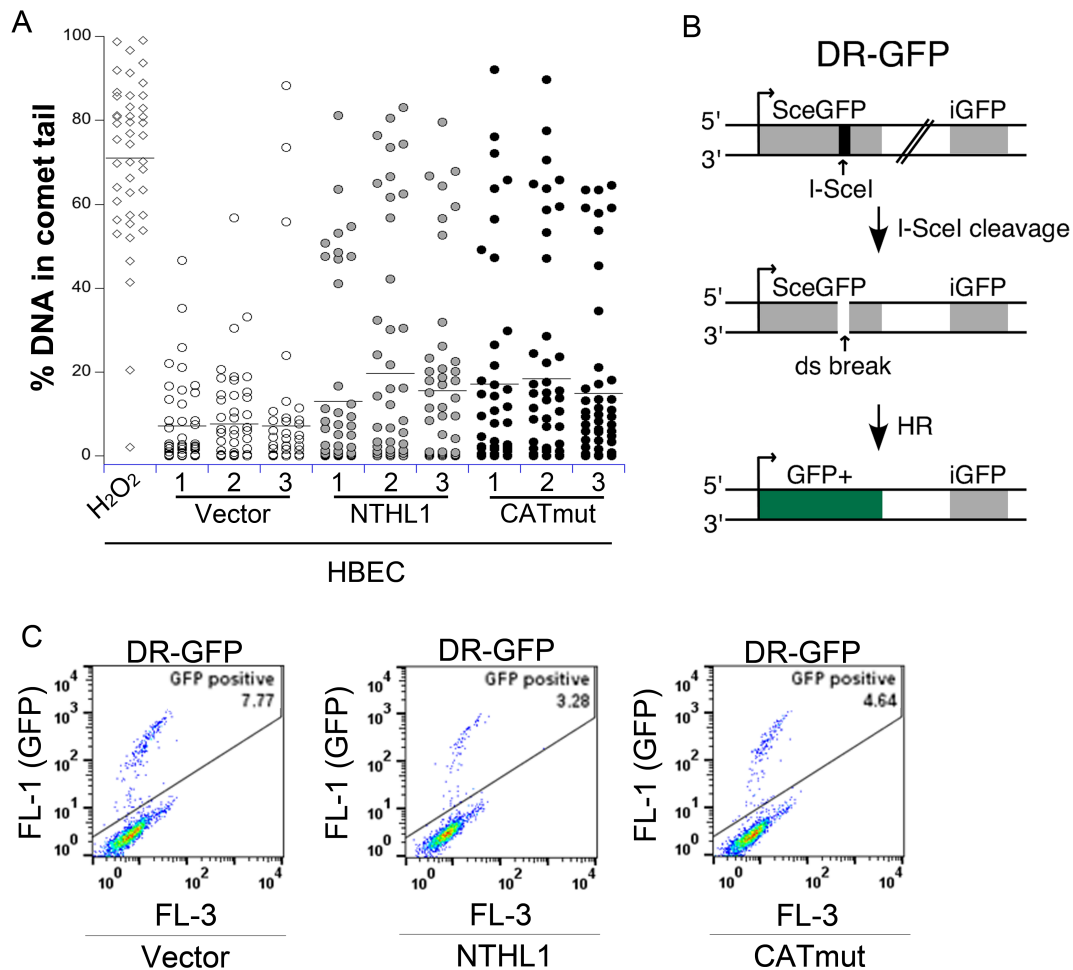 A
% DNA in comet tail
100
80
60
40
20
0
H2O2
1 2 3 1 2 3 1 2 3
Vector NTHL1 CATmut
HBEC
B
DR-GFP
SceGFP iGFP
5'
3'
I-SceI
I-SceI cleavage
SceGFP iGFP
5'
3'
ds break
HR
GFP+ iGFP
5'
3'
C
DR-GFP
GFP positive
7.77
FL-1 (GFP)
10^4
10^3
10^2
10^1
10^0
10^0
10^0 10^2 10^4
FL-3
Vector
DR-GFP
GFP positive
3.28
FL-1 (GFP)
10^4
10^3
10^2
10^1
10^0
10^0
10^0 10^2 10^4
FL-3
NTHL1
DR-GFP
GFP positive
4.64
FL-1 (GFP)
10^4
10^3
10^2
10^1
10^0
10^0
10^0 10^2 10^4
FL-3
CATmut